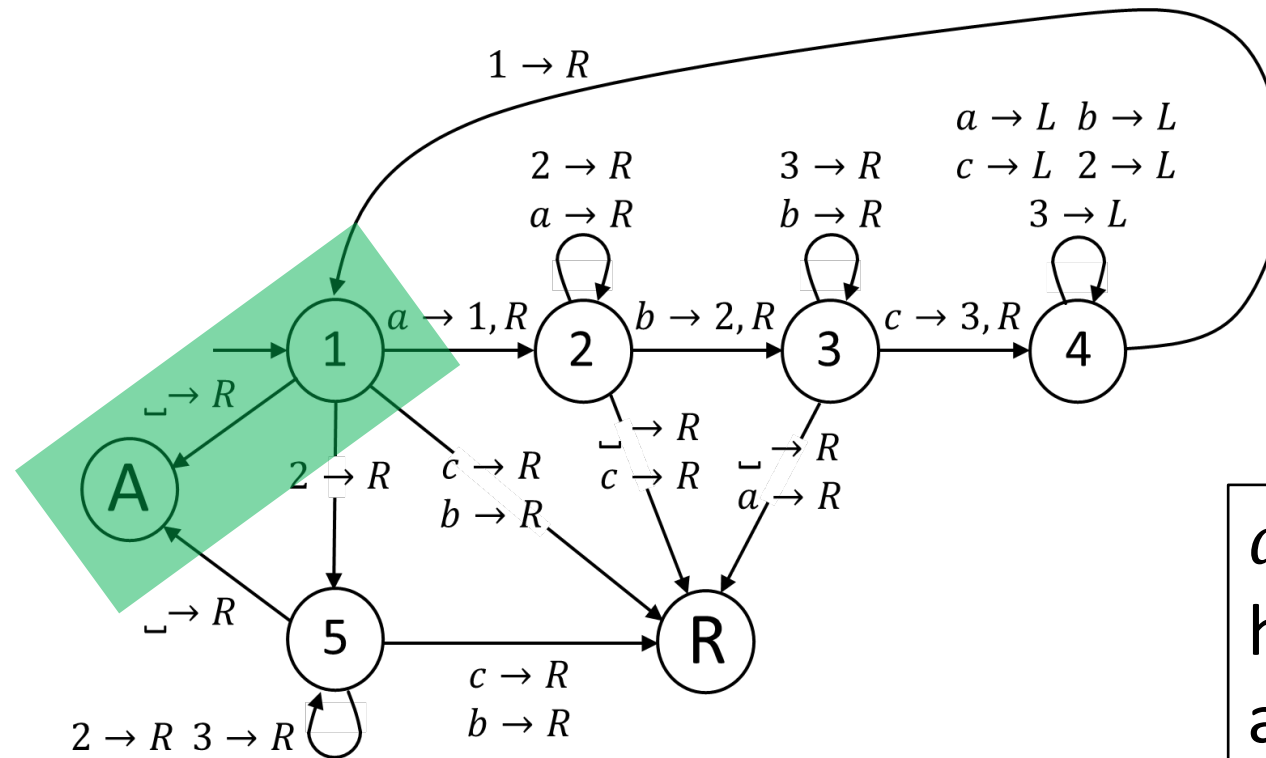 1 → R
a → L b → L
c → L 2 → L
3 → L
2 → R
a → R
3 → R
b → R
1
a → 1, R
2
b → 2, R
3
c → 3, R
4
␣ → R
A
2 → R
c → R
b → R
␣ → R
c → R
␣ → R
a → R
␣ → R
5
R
c → R
b → R
2 → R 3 → R